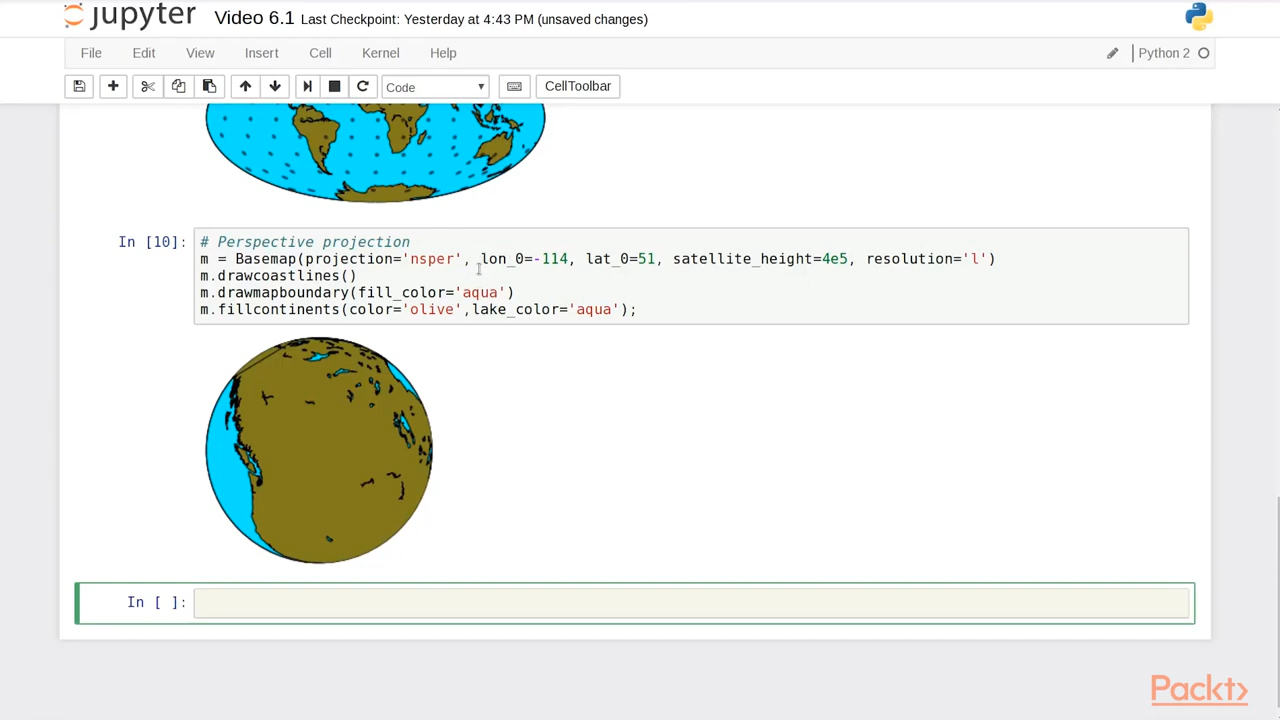 jupyter Video 6.1 Last Checkpoint: Yesterday at 4:43 PM (unsaved changes)
File Edit View Insert Cell Kernel Help Python 2
Code CellToolbar
In [10]: # Perspective projection
m = Basemap(projection='nsper', lon_0=-114, lat_0=51, satellite_height=4e5, resolution='l')
m.drawcoastlines()
m.drawmapboundary(fill_color='aqua')
m.fillcontinents(color='olive',lake_color='aqua');
In [ ]:
Packt>